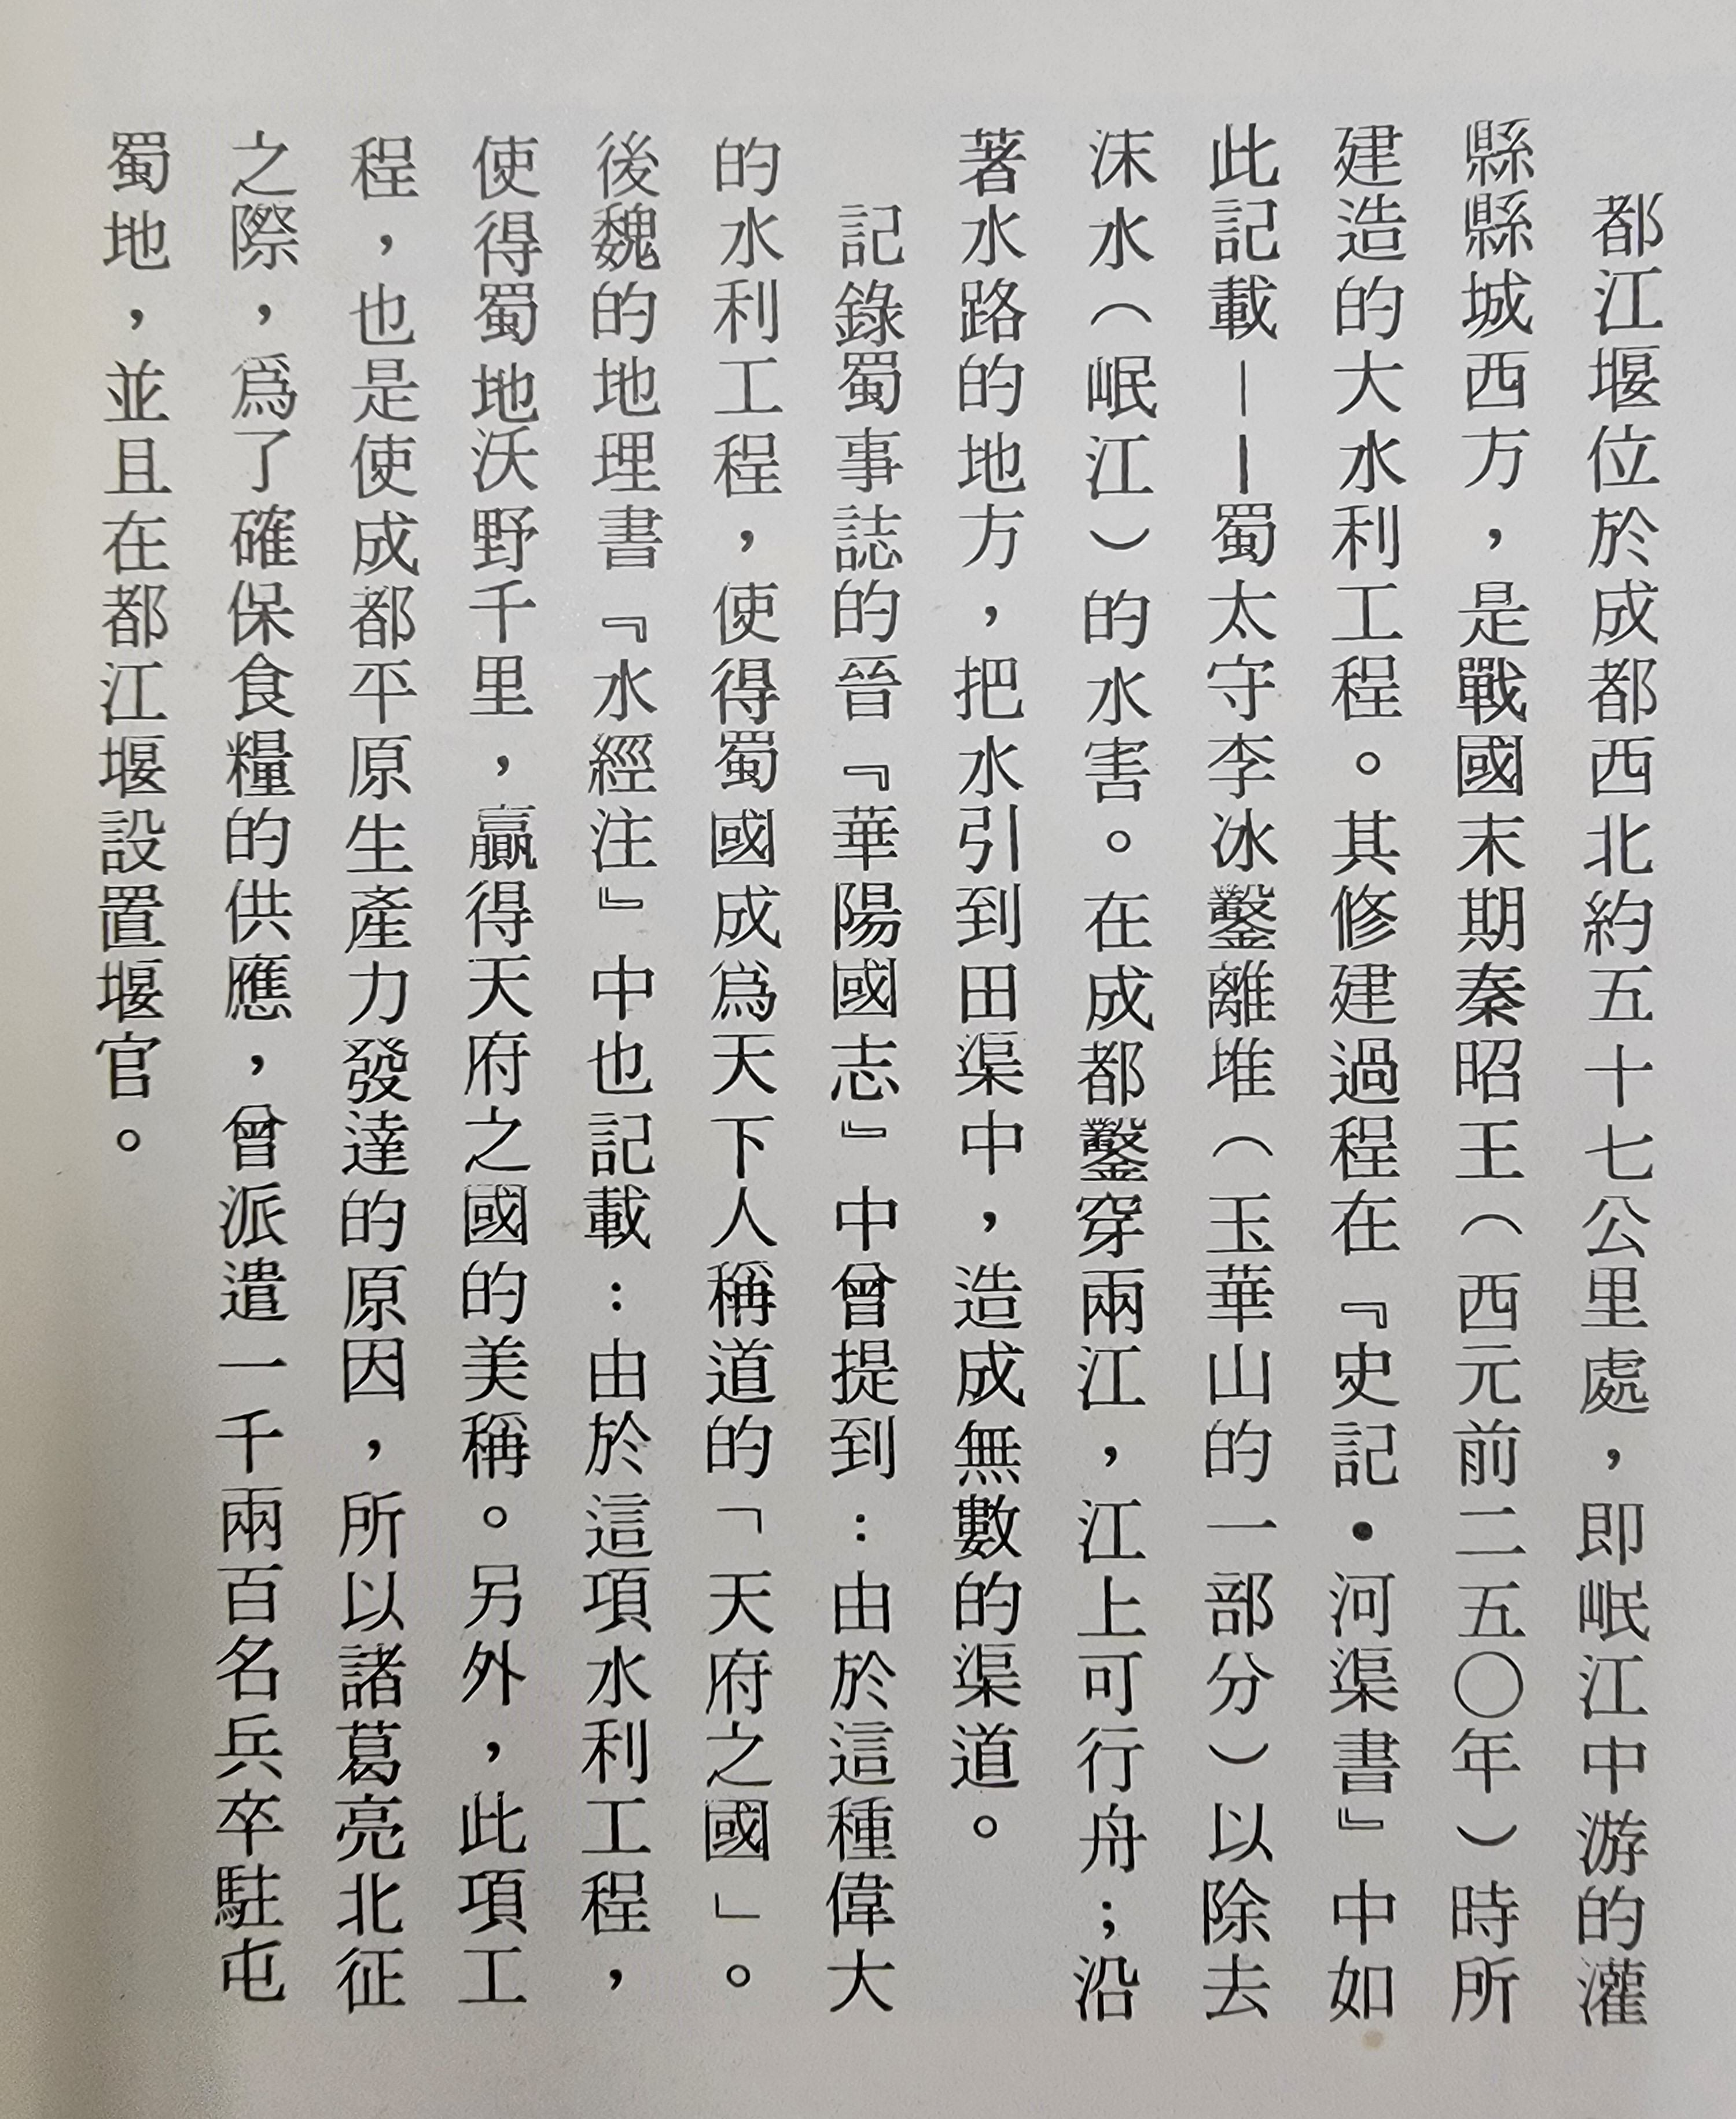 都江堰位於成都西北約五十七公里處，即岷江中游的灌
縣縣城西方，是戰國末期秦昭王（西元前二五〇年）時所
建造的大水利工程。其修建過程在『史記•河渠書』中如
此記載——蜀太守李冰鑿離堆（玉華山的一部分）以除去
沫水（岷江）的水害。在成都鑿穿兩江，江上可行舟；沿
著水路的地方，把水引到田渠中，造成無數的渠道。
記錄蜀事誌的晉『華陽國志』中曾提到：由於這種偉大
的水利工程，使得蜀國成爲天下人稱道的「天府之國」。
後魏的地理書『水經注』中也記載：由於這項水利工程，
使得蜀地沃野千里，贏得天府之國的美稱。另外，此項工
程，也是使成都平原生產力發達的原因，所以諸葛亮北征
之際，爲了確保食糧的供應，曾派遣一千兩百名兵卒駐屯
蜀地，並且在都江堰設置堰官。